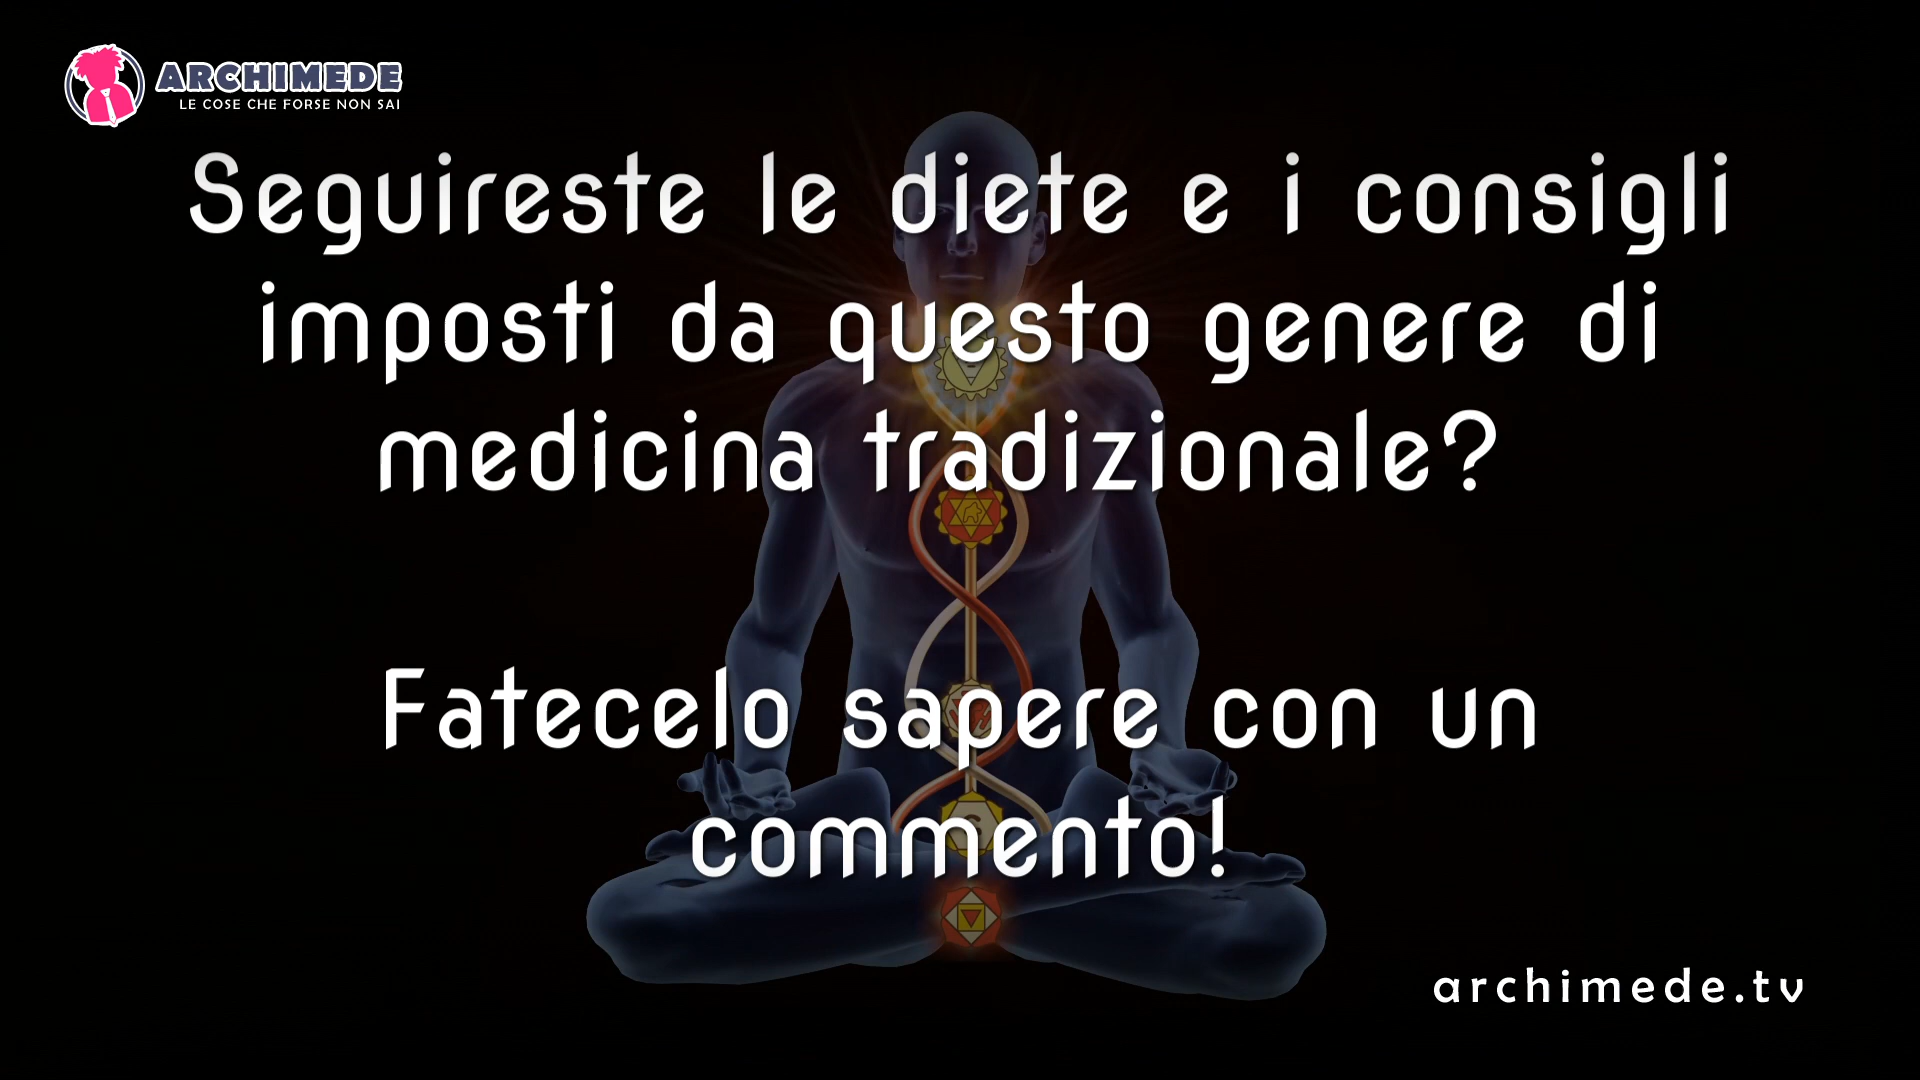 ARCHIMEDE
LE COSE CHE FORSE NON SAI
Seguireste le diete e i consigli
imposti da questo genere di
medicina tradizionale?
Fatecelo sapere con un
commento!
archimede.tv